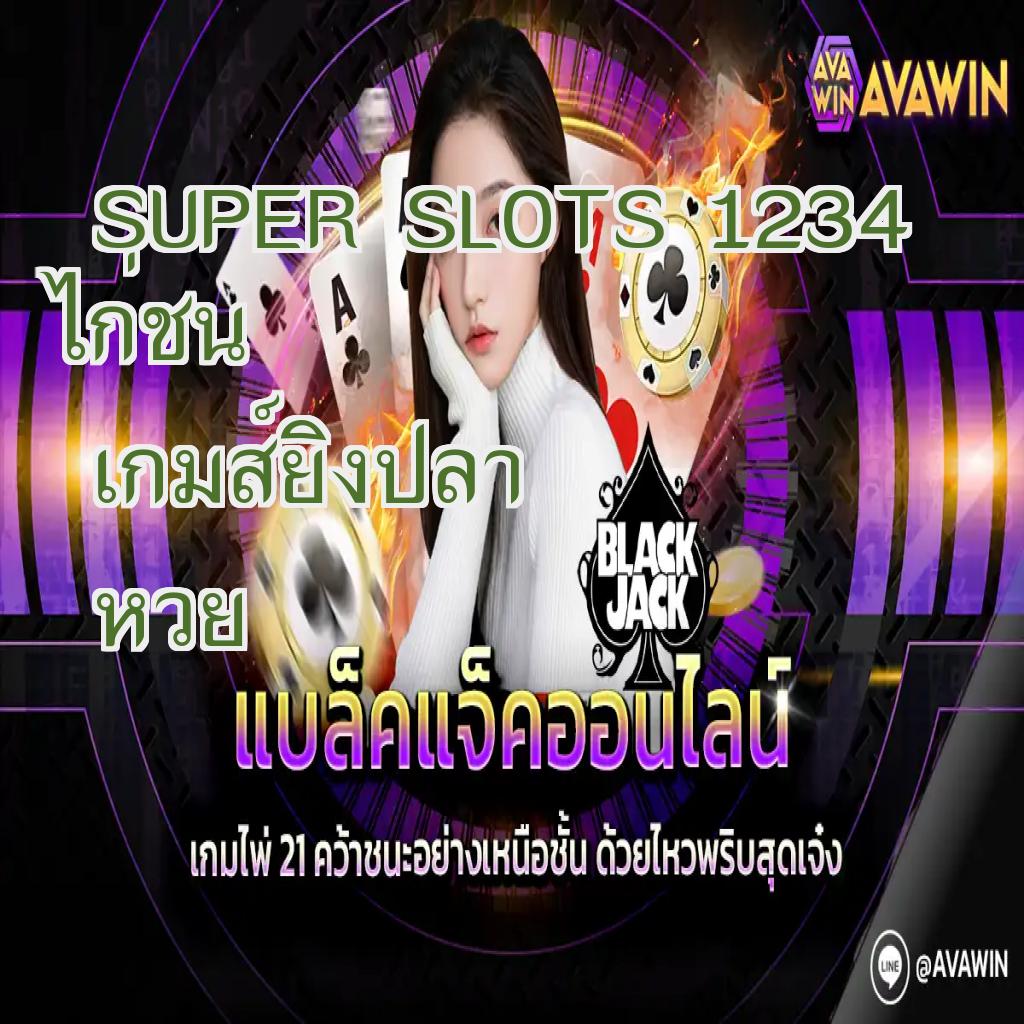 AVA
WIN
AVAWIN
SUPER SLOTS 1234
ไก่ชน
เกมส์ยิงปลา
หวย
A
BLACK
JACK
แบล็คแจ็คออนไลน์
เกมไพ่ 21 คว้าชนะอย่างเหนือชั้น ด้วยไหวพริบสุดเจ๋ง
LINE
@AVAWIN